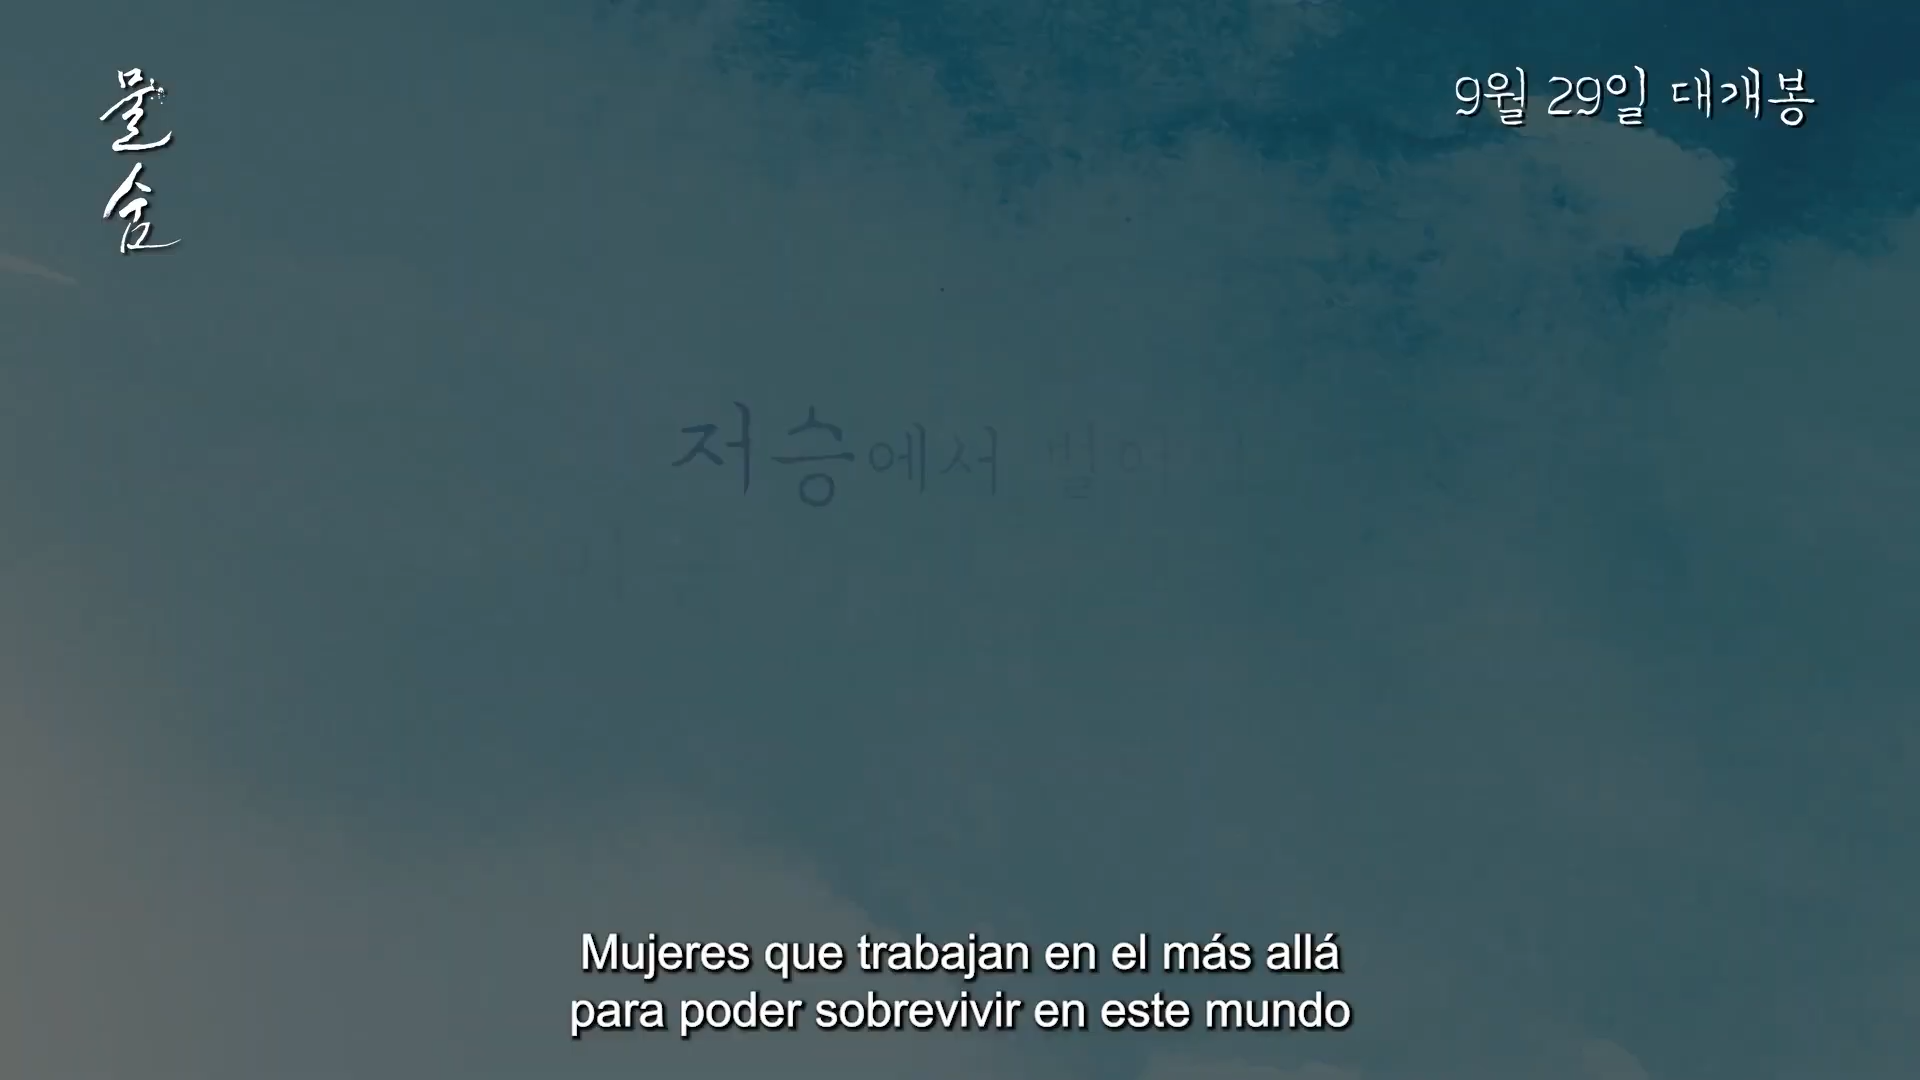 물숨
9월 29일 대개봉
저승에서
Mujeres que trabajan en el más allá
para poder sobrevivir en este mundo